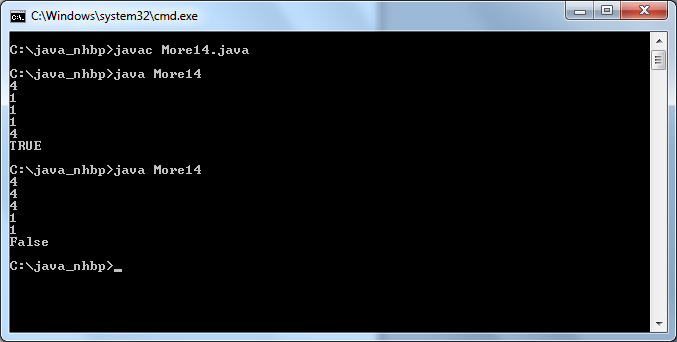 C:\Windows\system32\cmd.exe
C:\java_nhbp>javac More14.java
C:\java_nhbp>java More14
4
1
1
1
4
TRUE
C:\java_nhbp>java More14
4
4
4
1
1
False
C:\java_nhbp>_